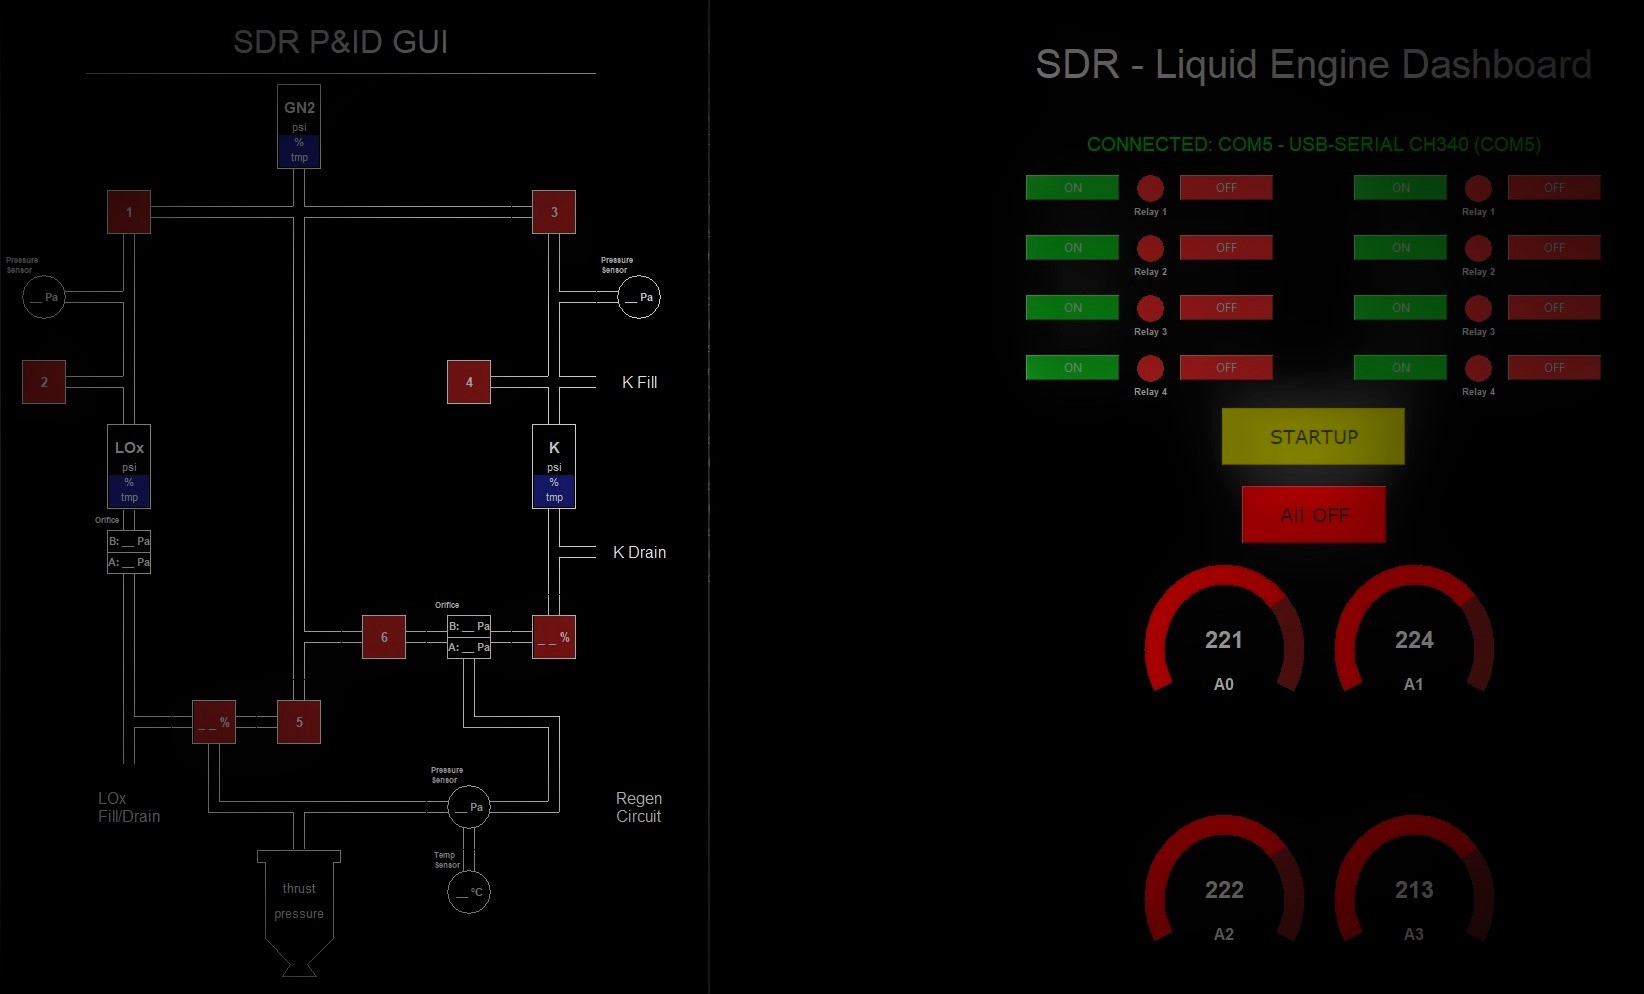 SDR P&ID GUI
GN2
psi
%
tmp
1
3
Pressure
Sensor
__ Pa
Pressure
Sensor
__ Pa
2
4
K Fill
LOx
psi
%
tmp
K
psi
%
tmp
Orifice
B: __ Pa
A: __ Pa
K Drain
Orifice
6
B: __ Pa
A: __ Pa
_ _ %
_ _ %
5
Pressure
Sensor
__ Pa
LOx
Fill/Drain
Regen
Circuit
Temp
Sensor
__ ºC
thrust
pressure
SDR - Liquid Engine Dashboard
CONNECTED: COM5 - USB-SERIAL CH340 (COM5)
ON OFF ON OFF
Relay 1 Relay 1
ON OFF ON OFF
Relay 2 Relay 2
ON OFF ON OFF
Relay 3 Relay 3
ON OFF ON OFF
Relay 4 Relay 4
STARTUP
All OFF
221 224
A0 A1
222 213
A2 A3